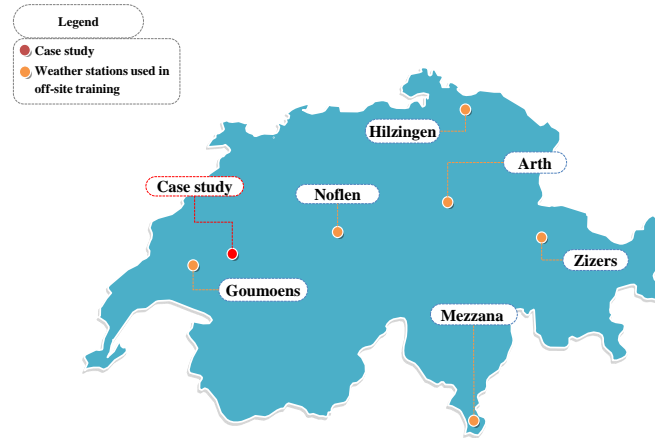 Legend
Case study
Weather stations used in
off-site training
Hilzingen
Arth
Case study
Noflen
Zizers
Goumoens
Mezzana